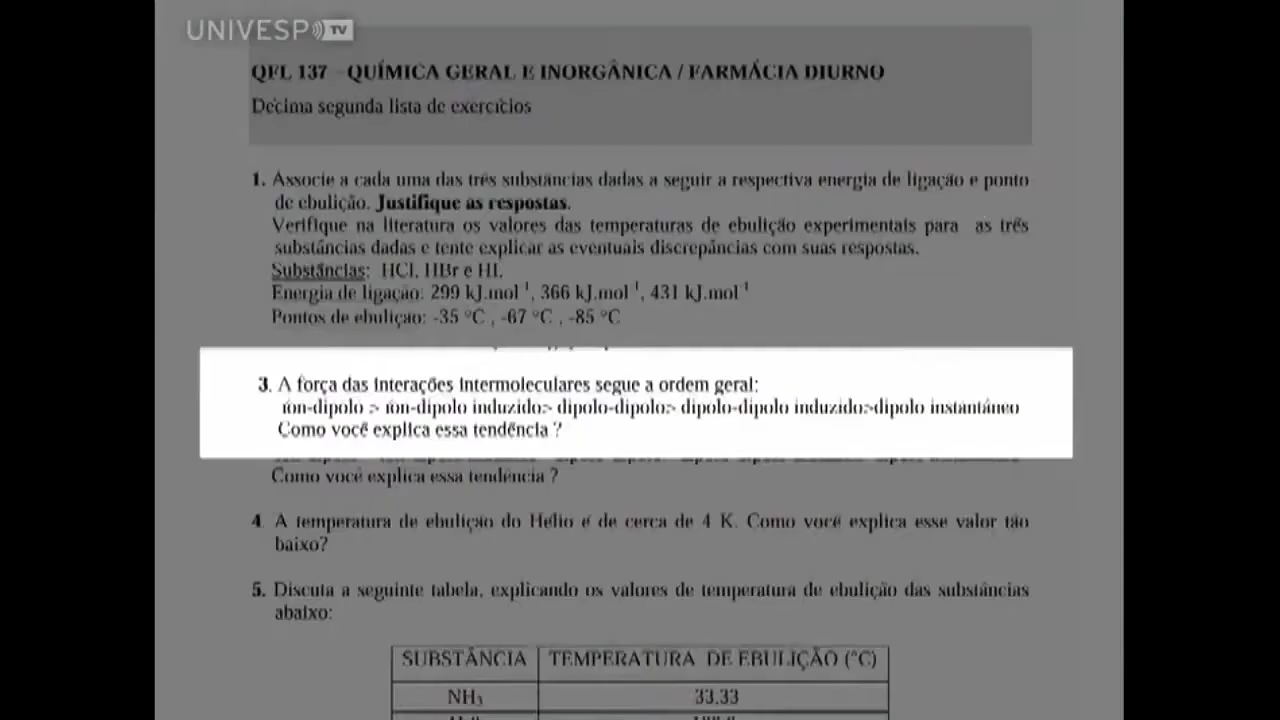 UNIVESP TV
QFL 137 - QUÍMICA GERAL E INORGÂNICA / FARMÁCIA DIURNO
Décima segunda lista de exercícios
1. Associe a cada uma das três substâncias dadas a seguir a respectiva energia de ligação e ponto
de ebulição. Justifique as respostas.
Verifique na literatura os valores das temperaturas de ebulição experimentais para as três
substâncias dadas e tente explicar as eventuais discrepâncias com suas respostas.
Substâncias: HCl, HBr e HI.
Energia de ligação: 299 kJ.mol⁻¹, 366 kJ.mol⁻¹, 431 kJ.mol⁻¹
Pontos de ebulição: -35 °C , -67 °C , -85 °C
3. A força das interações intermoleculares segue a ordem geral:
íon-dipolo > íon-dipolo induzido> dipolo-dipolo> dipolo-dipolo induzido>dipolo instantâneo
Como você explica essa tendência ?
Como você explica essa tendência ?
4. A temperatura de ebulição do Hélio é de cerca de 4 K. Como você explica esse valor tão
baixo?
5. Discuta a seguinte tabela, explicando os valores de temperatura de ebulição das substâncias
abaixo:
SUBSTÂNCIA TEMPERATURA DE EBULIÇÃO (°C)
NH₃ 33.33